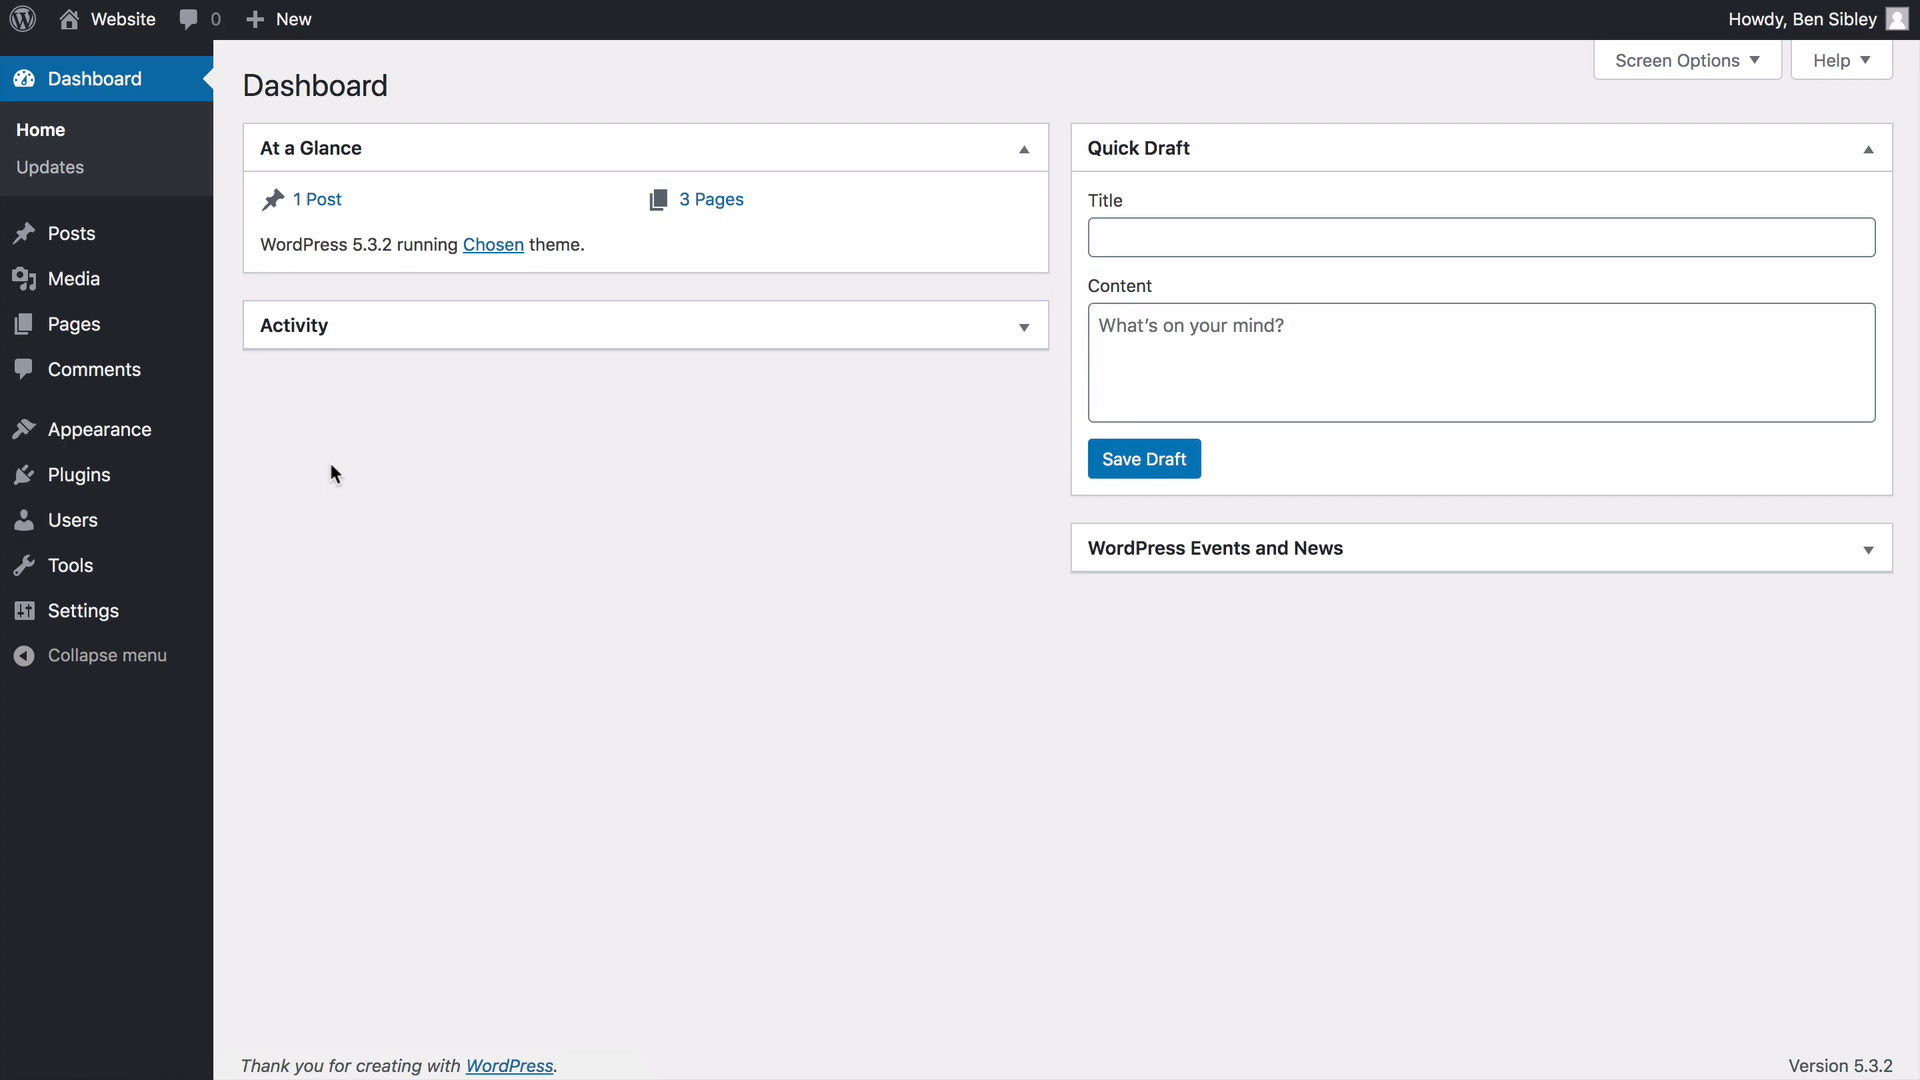 Website
0
New
Howdy, Ben Sibley
Dashboard
Home
Updates
Posts
Media
Pages
Comments
Appearance
Plugins
Users
Tools
Settings
Collapse menu
Screen Options
Help
Dashboard
At a Glance
1 Post
3 Pages
WordPress 5.3.2 running Chosen theme.
Activity
Quick Draft
Title
Content
What's on your mind?
Save Draft
WordPress Events and News
Thank you for creating with WordPress.
Version 5.3.2